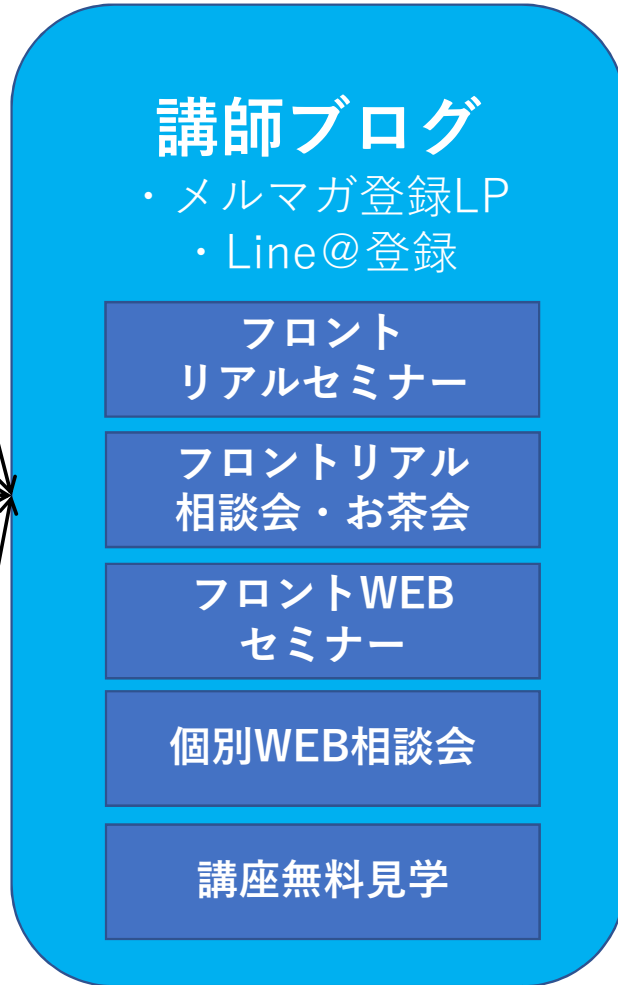 講師ブログ
・メルマガ登録LP
・Line@登録
フロント
リアルセミナー
フロントリアル
相談会・お茶会
フロントWEB
セミナー
個別WEB相談会
講座無料見学